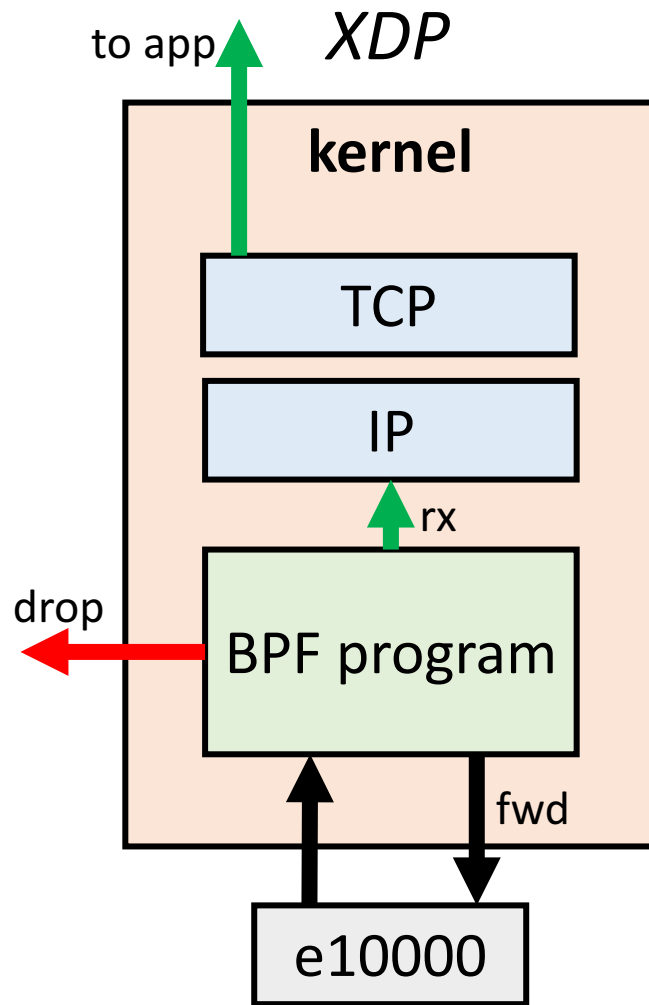 to app
XDP
kernel
TCP
IP
rx
drop
BPF program
fwd
e10000